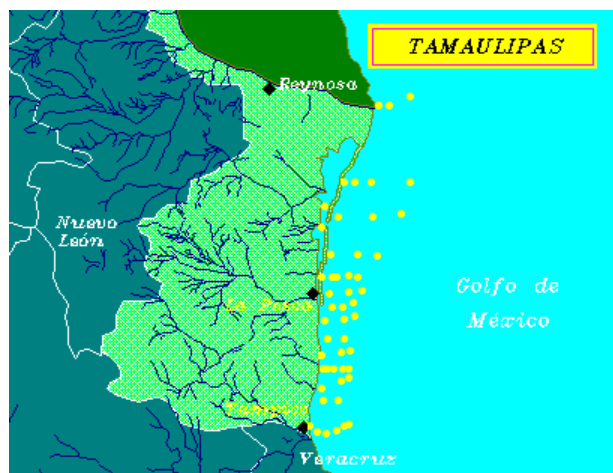 TAMAULIPAS
Reynosa
Nuevo
León
La Pesca
Golfo de
México
Tampico
Veracruz